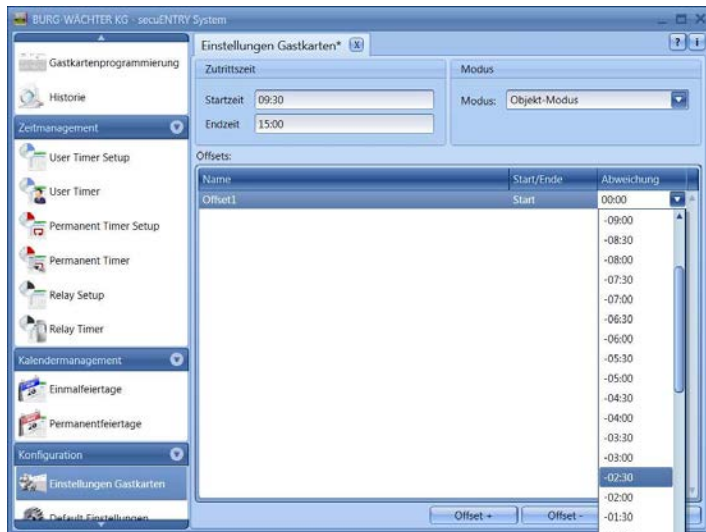 BURG-WÄCHTER KG - secuENTRY System
Gastkartenprogrammierung
Historie
Zeitmanagement
User Timer Setup
User Timer
Permanent Timer Setup
Permanent Timer
Relay Setup
Relay Timer
Kalendermanagement
Einmalfeiertage
Permanentfeiertage
Konfiguration
Einstellungen Gastkarten
Default Einstellungen
Einstellungen Gastkarten* x
? i
Zutrittszeit
Startzeit 09:30
Endzeit 15:00
Modus
Modus: Objekt-Modus
Offsets:
Name Start/Ende Abweichung
Offset1 Start 00:00
-09:00
-08:30
-08:00
-07:30
-07:00
-06:30
-06:00
-05:30
-05:00
-04:30
-04:00
-03:30
-03:00
-02:30
-02:00
-01:30
Offset + Offset -